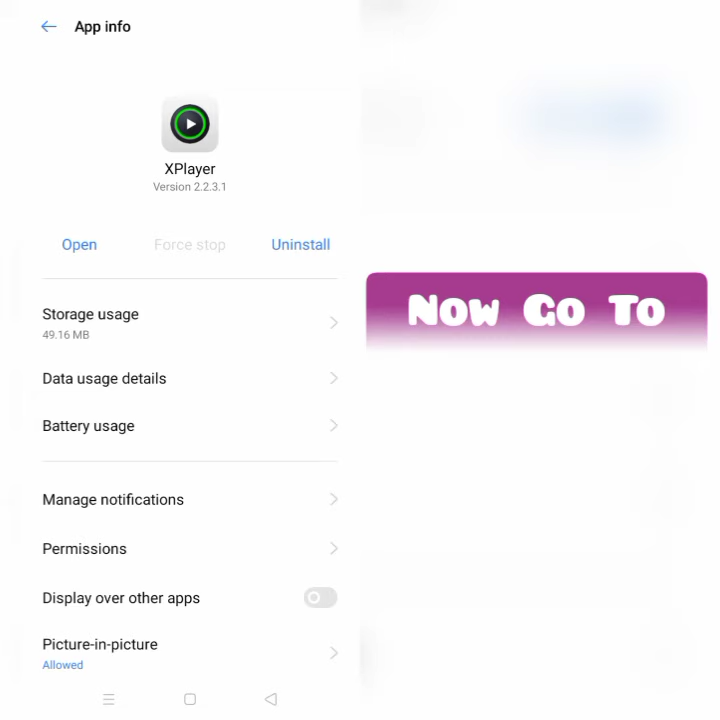 App info
XPlayer
Version 2.2.3.1
Open Force stop Uninstall
Storage usage
49.16 MB
Data usage details
Battery usage
Manage notifications
Permissions
Display over other apps
Picture-in-picture
Allowed
Now Go To